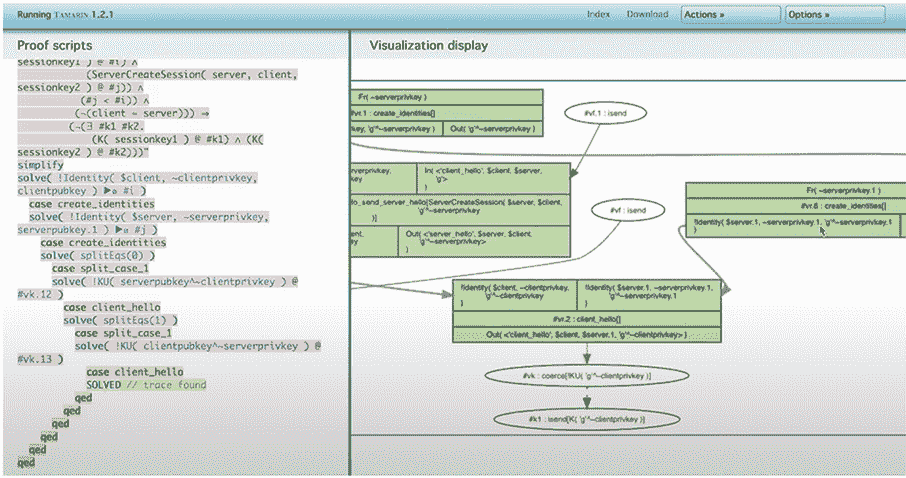 Running TAMARIN 1.2.1
Index Download Actions » Options »
Proof scripts
sessionkey1 ) @ #i) ∧
(ServerCreateSession( server, client,
sessionkey2 ) @ #j)) ∧
(#j < #i)) ∧
(¬(client = server))) ⇒
(¬(∃ #k1 #k2.
(K( sessionkey1 ) @ #k1) ∧ (K(
sessionkey2 ) @ #k2)))"
simplify
solve( !Identity( $client, ~clientprivkey,
clientpubkey ) ▶₀ #i )
case create_identities
solve( !Identity( $server, ~serverprivkey,
serverpubkey.1 ) ▶₀ #j )
case create_identities
solve( splitEqs(0) )
case split_case_1
solve( !KU( serverpubkey^~serverprivkey ) @
#vk.12 )
case client_hello
solve( splitEqs(1) )
case split_case_1
solve( !KU( clientpubkey^~serverprivkey ) @
#vk.13 )
case client_hello
SOLVED // trace found
qed
qed
qed
qed
qed
qed
Visualization display
Fr( ~serverprivkey )
#vr.1 : create_identities[]
key, 'g'^~serverprivkey ) Out( 'g'^~serverprivkey )
#vf.1 : isend
serverprivkey, In( <'client_hello', $client, $server,
'g'>
)
to_send_server_hello[ServerCreateSession( $server, $client,
'g'^~serverprivkey
)]
Out( <'server_hello', $server, $client,
'g'^~serverprivkey>
)
#vf : isend
Fr( ~serverprivkey.1 )
#vr.6 : create_identities[]
!Identity( $server.1, ~serverprivkey.1, 'g'^~serverprivkey.1
)
!Identity( $client, ~clientprivkey,
'g'^~clientprivkey
)
!Identity( $server.1, ~serverprivkey.1,
'g'^~serverprivkey.1
)
#vr.2 : client_hello[]
Out( <'client_hello', $client, $server.1, 'g'^~clientprivkey> )
#vk : coerce[!KU( 'g'^~clientprivkey )]
#k1 : isend[K( 'g'^~clientprivkey )]